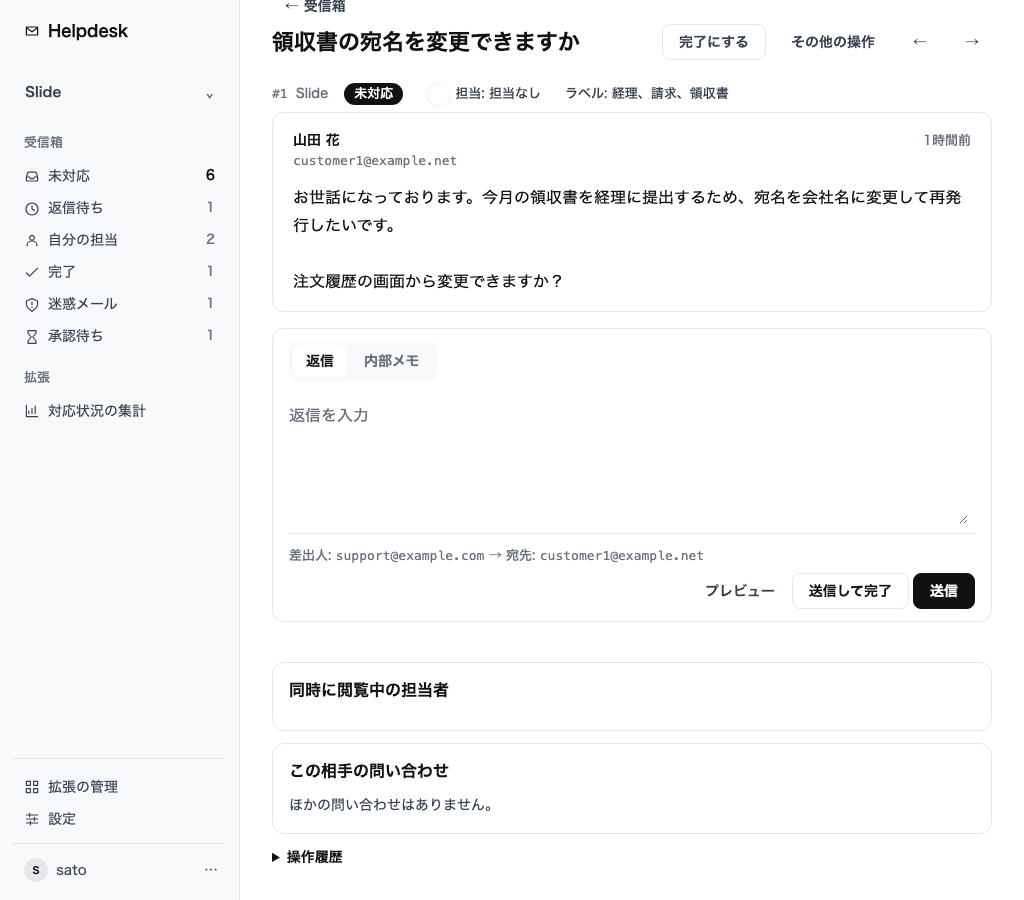 Helpdesk
Slide
受信箱
未対応 6
返信待ち 1
自分の担当 2
完了 1
迷惑メール 1
承認待ち 1
拡張
対応状況の集計
拡張の管理
設定
S sato ···
← 受信箱
領収書の宛名を変更できますか
完了にする その他の操作 ← →
#1 Slide 未対応 担当: 担当なし ラベル: 経理、請求、領収書
山田 花 1時間前
customer1@example.net
お世話になっております。今月の領収書を経理に提出するため、宛名を会社名に変更して再発
行したいです。
注文履歴の画面から変更できますか？
返信 内部メモ
返信を入力
差出人: support@example.com → 宛先: customer1@example.net
プレビュー 送信して完了 送信
同時に閲覧中の担当者
この相手の問い合わせ
ほかの問い合わせはありません。
▶ 操作履歴